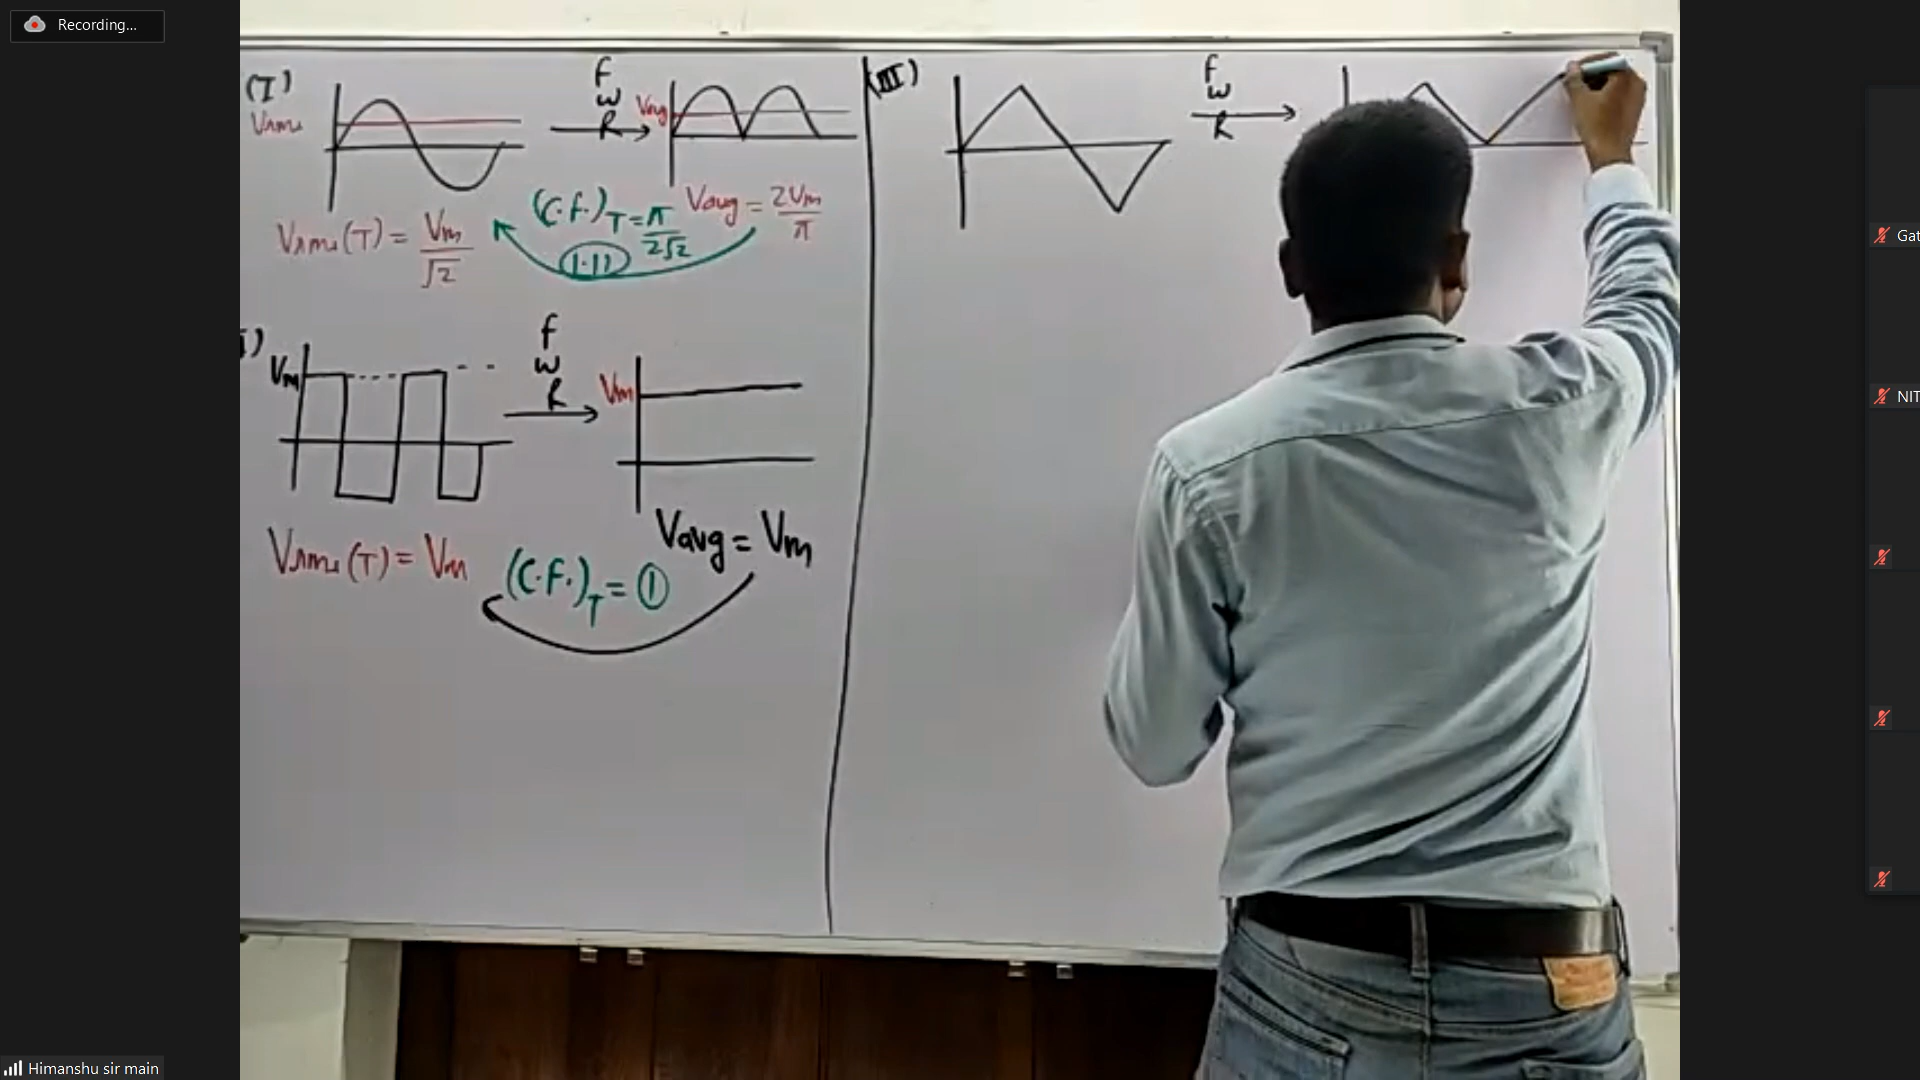 Recording...
(I)
Vrms
F
W
R
Vavg
Vrms(T) = Vm/√2
(C.F.)T = π/2√2
1.11
Vavg = 2Vm/π
I)
Vm
F
W
R
Vm
Vrms(T) = Vm
(C.F.)T = 1
Vavg = Vm
(III)
F
W
R
Gat
NIT
Himanshu sir main